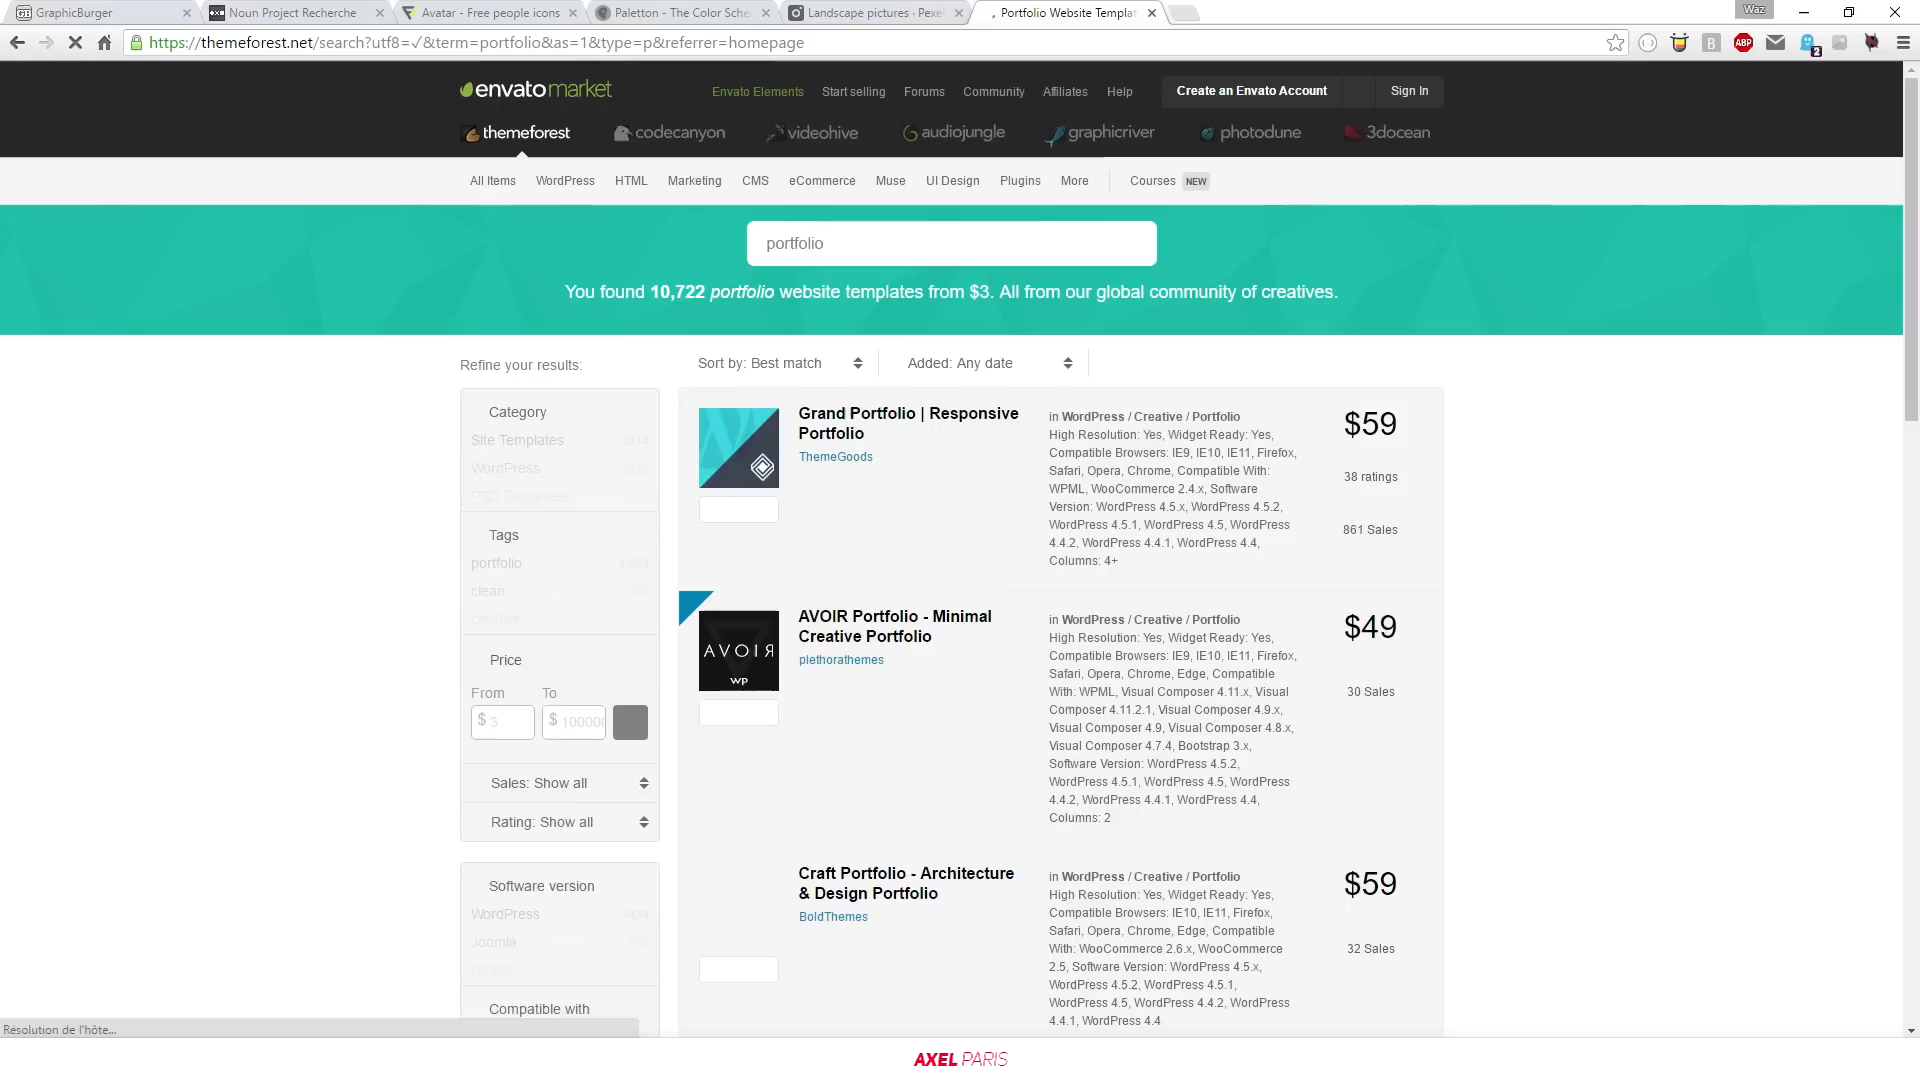 GraphicBurger
Noun Project Recherche
Avatar - Free people icons
Paletton - The Color Sche
Landscape pictures · Pexe
Portfolio Website Templat
Waz
https://themeforest.net/search?utf8=✓&term=portfolio&as=1&type=p&referrer=homepage
B
ABP
2
envatomarket
Envato Elements
Start selling
Forums
Community
Affiliates
Help
Create an Envato Account
Sign In
themeforest
codecanyon
videohive
audiojungle
graphicriver
photodune
3docean
All Items
WordPress
HTML
Marketing
CMS
eCommerce
Muse
UI Design
Plugins
More
Courses
NEW
portfolio
You found 10,722 portfolio website templates from $3. All from our global community of creatives.
Refine your results:
Sort by: Best match
Added: Any date
Category
Site Templates
WordPress
PSD Templates
Tags
portfolio
clean
creative
Price
From
To
$ 3
$ 100000
Sales: Show all
Rating: Show all
Software version
WordPress
Joomla
Drupal
Compatible with
Grand Portfolio | Responsive
Portfolio
ThemeGoods
in WordPress / Creative / Portfolio
High Resolution: Yes, Widget Ready: Yes,
Compatible Browsers: IE9, IE10, IE11, Firefox,
Safari, Opera, Chrome, Compatible With:
WPML, WooCommerce 2.4.x, Software
Version: WordPress 4.5.x, WordPress 4.5.2,
WordPress 4.5.1, WordPress 4.5, WordPress
4.4.2, WordPress 4.4.1, WordPress 4.4,
Columns: 4+
$59
38 ratings
861 Sales
AVOIR
WP
AVOIR Portfolio - Minimal
Creative Portfolio
plethorathemes
in WordPress / Creative / Portfolio
High Resolution: Yes, Widget Ready: Yes,
Compatible Browsers: IE9, IE10, IE11, Firefox,
Safari, Opera, Chrome, Edge, Compatible
With: WPML, Visual Composer 4.11.x, Visual
Composer 4.11.2.1, Visual Composer 4.9.x,
Visual Composer 4.9, Visual Composer 4.8.x,
Visual Composer 4.7.4, Bootstrap 3.x,
Software Version: WordPress 4.5.2,
WordPress 4.5.1, WordPress 4.5, WordPress
4.4.2, WordPress 4.4.1, WordPress 4.4,
Columns: 2
$49
30 Sales
Craft Portfolio - Architecture
& Design Portfolio
BoldThemes
in WordPress / Creative / Portfolio
High Resolution: Yes, Widget Ready: Yes,
Compatible Browsers: IE10, IE11, Firefox,
Safari, Opera, Chrome, Edge, Compatible
With: WooCommerce 2.6.x, WooCommerce
2.5, Software Version: WordPress 4.5.x,
WordPress 4.5.2, WordPress 4.5.1,
WordPress 4.5, WordPress 4.4.2, WordPress
4.4.1, WordPress 4.4
$59
32 Sales
Résolution de l'hôte...
AXEL PARIS